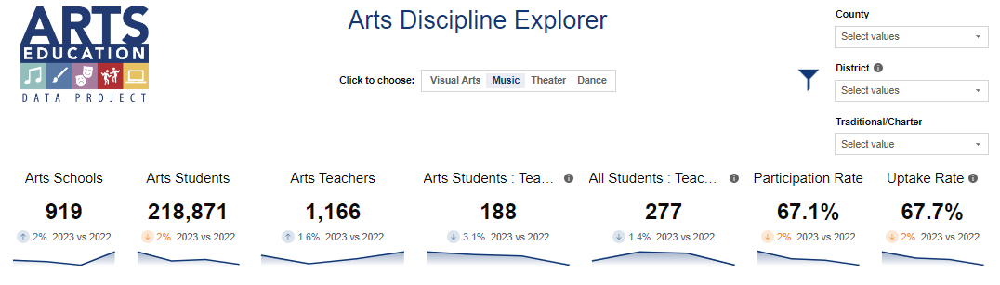 ARTS
EDUCATION
DATA PROJECT
Arts Discipline Explorer
Click to choose: Visual Arts Music Theater Dance
County
Select values
District
Select values
Traditional/Charter
Select value
Arts Schools
919
2% 2023 vs 2022
Arts Students
218,871
2% 2023 vs 2022
Arts Teachers
1,166
1.6% 2023 vs 2022
Arts Students : Tea...
188
3.1% 2023 vs 2022
All Students : Teac...
277
1.4% 2023 vs 2022
Participation Rate
67.1%
2% 2023 vs 2022
Uptake Rate
67.7%
2% 2023 vs 2022